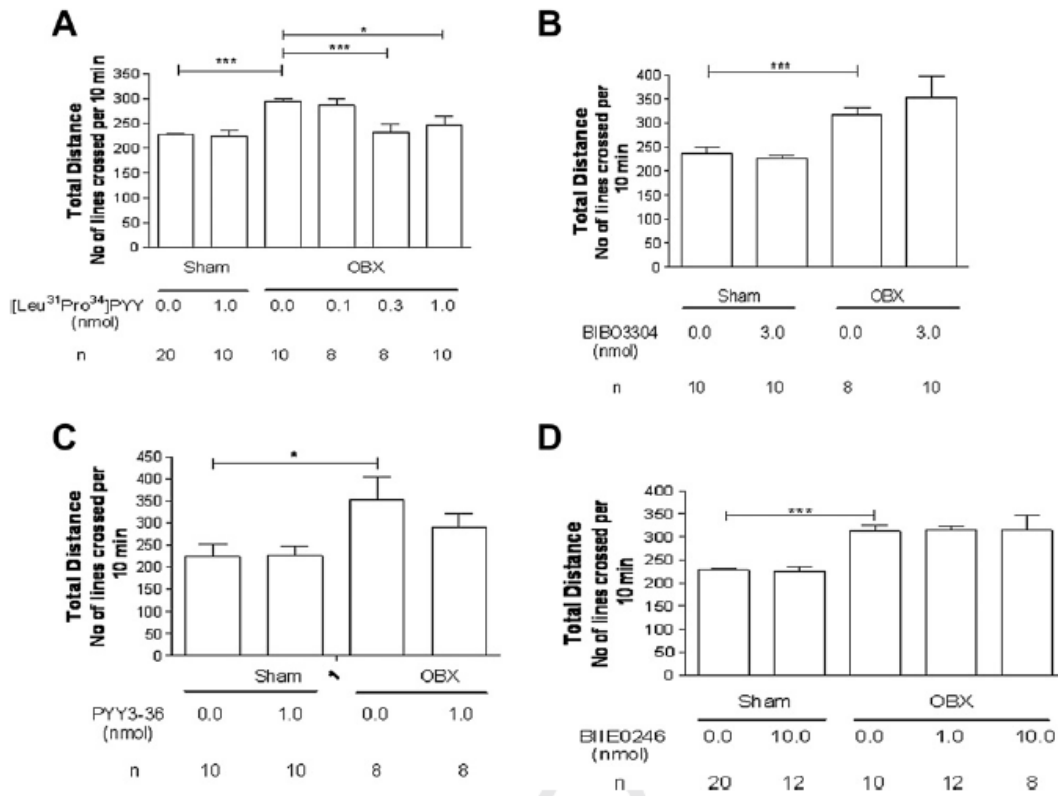 A
Total Distance
No of lines crossed per 10 min
350
300
250
200
150
100
50
0
***
***
*
Sham
OBX
[Leu³¹Pro³⁴]PYY
(nmol)
0.0 1.0 0.0 0.1 0.3 1.0
n 20 10 10 8 8 10
B
Total Distance
No of lines crossed per
10 min
400
350
300
250
200
150
100
50
0
***
Sham
OBX
BIBO3304
(nmol)
0.0 3.0 0.0 3.0
n 10 10 8 10
C
Total Distance
No of lines crossed per
10 min
450
400
350
300
250
200
150
100
50
0
*
Sham
OBX
PYY3-36
(nmol)
0.0 1.0 0.0 1.0
n 10 10 8 8
D
Total Distance
No of lines crossed per
10 min
400
350
300
250
200
150
100
50
0
***
Sham
OBX
BIIE0246
(nmol)
0.0 10.0 0.0 1.0 10.0
n 20 12 10 12 8